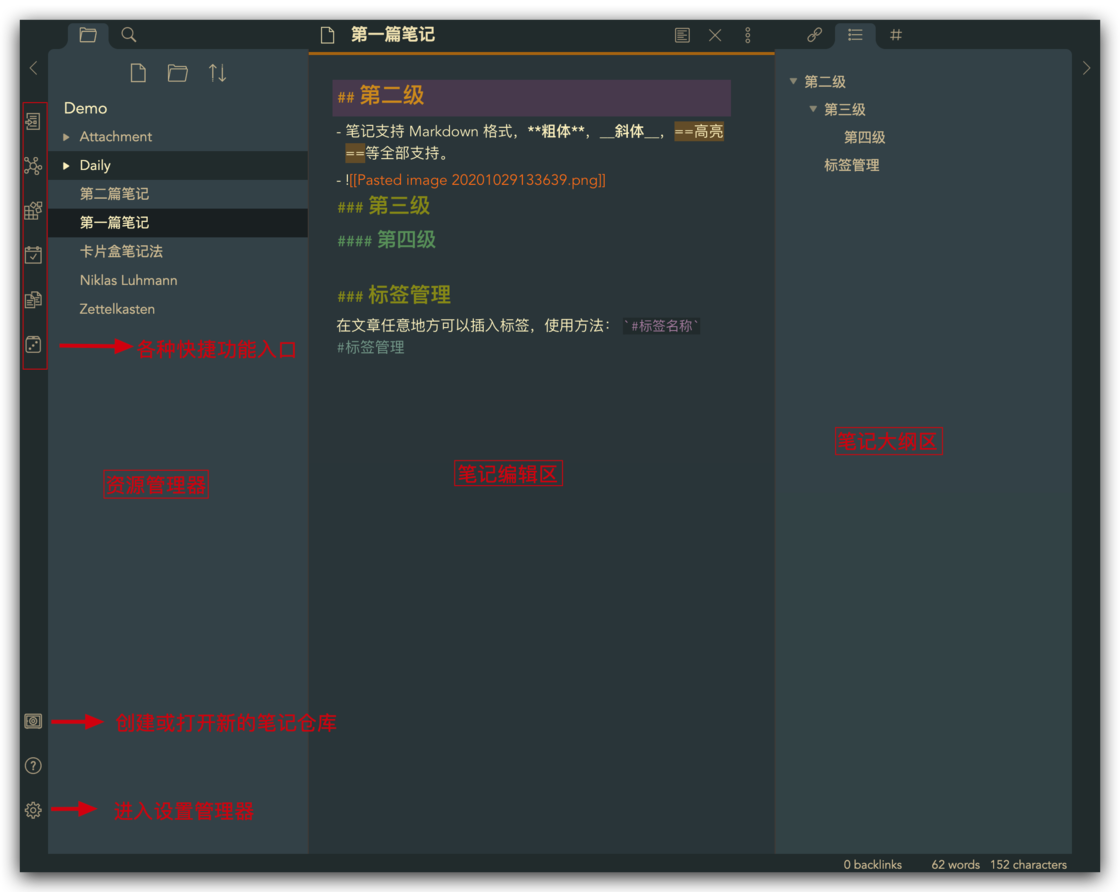 第一篇笔记
Demo
Attachment
Daily
第二篇笔记
第一篇笔记
卡片盒笔记法
Niklas Luhmann
Zettelkasten
各种快捷功能入口
资源管理器
创建或打开新的笔记仓库
进入设置管理器
## 第二级
- 笔记支持 Markdown 格式，**粗体**，__斜体__，==高亮
==等全部支持。
- ![[Pasted image 20201029133639.png]]
### 第三级
#### 第四级
### 标签管理
在文章任意地方可以插入标签，使用方法： `#标签名称`
#标签管理
笔记编辑区
第二级
第三级
第四级
标签管理
笔记大纲区
0 backlinks 62 words 152 characters